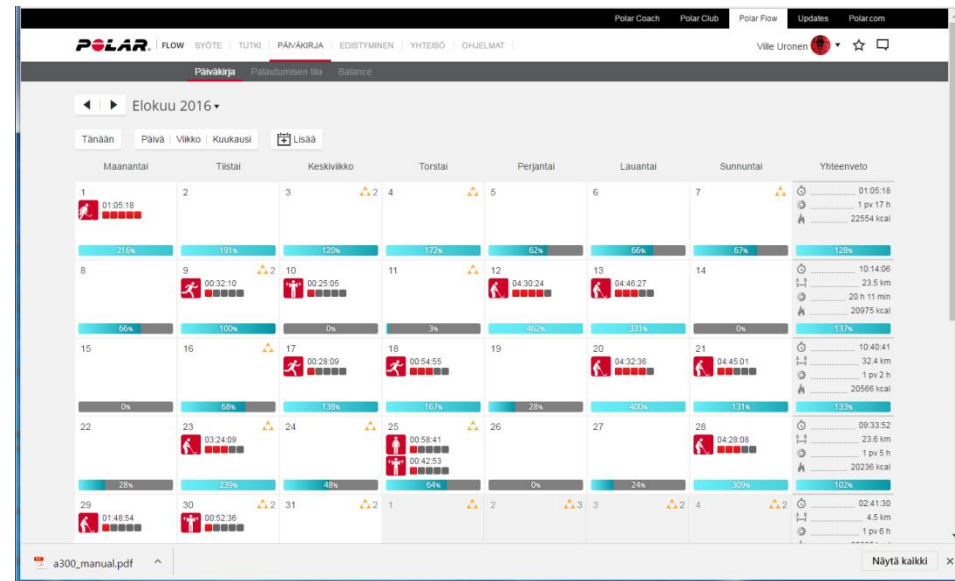 Polar Coach Polar Club Polar Flow Updates Polar.com
POLAR. FLOW SYÖTE TUTKI PÄIVÄKIRJA EDISTYMINEN YHTEISÖ OHJELMAT Ville Uronen
Päiväkirja Palautumisen tila Balance
Elokuu 2016
Tänään Päivä Viikko Kuukausi Lisää
Maanantai Tiistai Keskiviikko Torstai Perjantai Lauantai Sunnuntai Yhteenveto
1 2 3 2 4 5 6 7 01:05:18
01:05:18 1 pv 17 h
22554 kcal
216% 191% 120% 172% 62% 66% 67% 128%
8 9 2 10 11 12 13 14 10:14:06
00:32:10 00:25:05 04:30:24 04:46:27 23.5 km
20 h 11 min
20975 kcal
66% 100% 0% 3% 462% 331% 0% 137%
15 16 17 18 19 20 21 10:40:41
00:28:09 00:54:55 04:32:36 04:45:01 32.4 km
1 pv 2 h
20566 kcal
0% 68% 138% 167% 28% 400% 131% 133%
22 23 24 25 26 27 28 09:33:52
03:24:09 00:58:41 04:28:08 23.6 km
00:42:53 1 pv 5 h
20236 kcal
28% 239% 48% 64% 0% 24% 309% 102%
29 30 2 31 2 1 2 3 3 2 4 2 02:41:30
01:48:54 00:52:36 4.5 km
1 pv 6 h
a300_manual.pdf Näytä kaikki